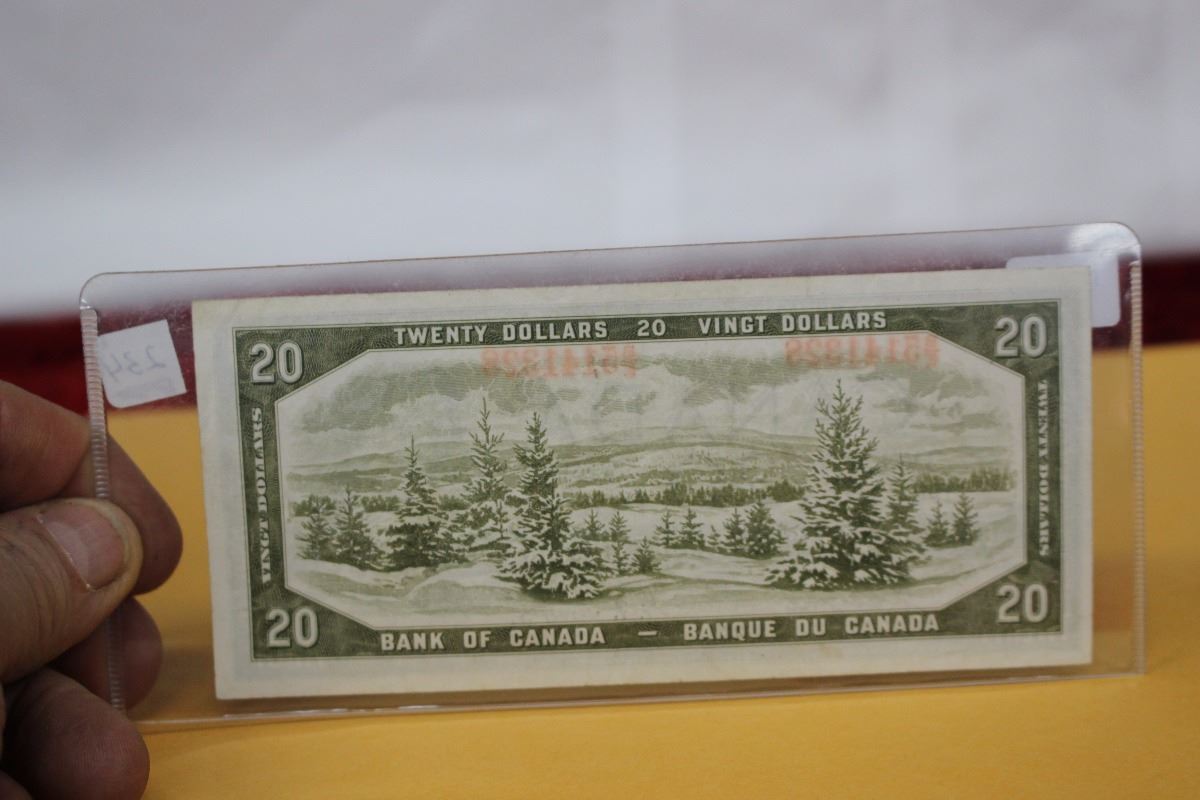 TWENTY DOLLARS 20 VINGT DOLLARS
20
20
VINGT DOLLARS
TWENTY DOLLARS
20
20
BANK OF CANADA — BANQUE DU CANADA
234